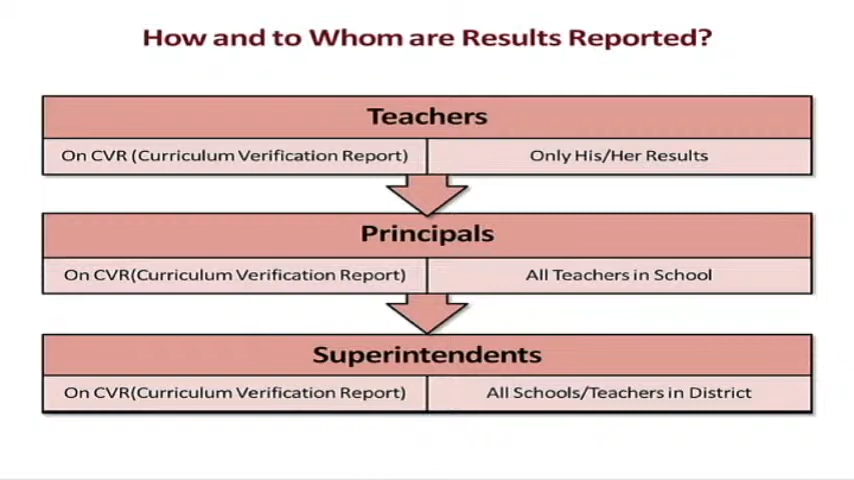 How and to Whom are Results Reported?
Teachers
On CVR (Curriculum Verification Report)
Only His/Her Results
Principals
On CVR(Curriculum Verification Report)
All Teachers in School
Superintendents
On CVR(Curriculum Verification Report)
All Schools/Teachers in District